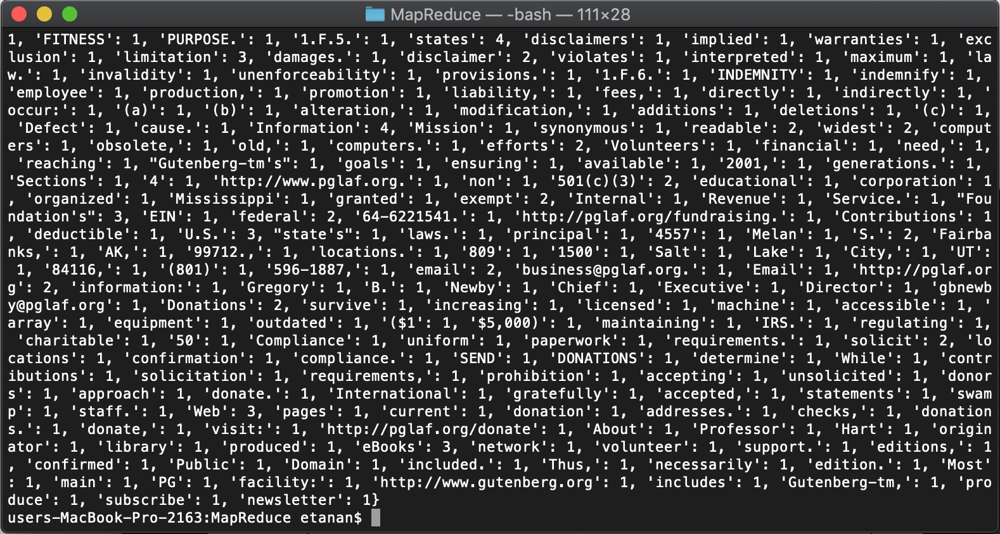 MapReduce — -bash — 111×28
1, 'FITNESS': 1, 'PURPOSE.': 1, '1.F.5.': 1, 'states': 4, 'disclaimers': 1, 'implied': 1, 'warranties': 1, 'exc
lusion': 1, 'limitation': 3, 'damages.': 1, 'disclaimer': 2, 'violates': 1, 'interpreted': 1, 'maximum': 1, 'la
w.': 1, 'invalidity': 1, 'unenforceability': 1, 'provisions.': 1, '1.F.6.': 1, 'INDEMNITY': 1, 'indemnify': 1,
'employee': 1, 'production,': 1, 'promotion': 1, 'liability,': 1, 'fees,': 1, 'directly': 1, 'indirectly': 1, '
occur:': 1, '(a)': 1, '(b)': 1, 'alteration,': 1, 'modification,': 1, 'additions': 1, 'deletions': 1, '(c)': 1,
 'Defect': 1, 'cause.': 1, 'Information': 4, 'Mission': 1, 'synonymous': 1, 'readable': 2, 'widest': 2, 'comput
ers': 1, 'obsolete,': 1, 'old,': 1, 'computers.': 1, 'efforts': 2, 'Volunteers': 1, 'financial': 1, 'need,': 1,
 'reaching': 1, "Gutenberg-tm's": 1, 'goals': 1, 'ensuring': 1, 'available': 1, '2001,': 1, 'generations.': 1,
'Sections': 1, '4': 1, 'http://www.pglaf.org.': 1, 'non': 1, '501(c)(3)': 2, 'educational': 1, 'corporation': 1
, 'organized': 1, 'Mississippi': 1, 'granted': 1, 'exempt': 2, 'Internal': 1, 'Revenue': 1, 'Service.': 1, "Fou
ndation's": 3, 'EIN': 1, 'federal': 2, '64-6221541.': 1, 'http://pglaf.org/fundraising.': 1, 'Contributions': 1
, 'deductible': 1, 'U.S.': 3, "state's": 1, 'laws.': 1, 'principal': 1, '4557': 1, 'Melan': 1, 'S.': 2, 'Fairba
nks,': 1, 'AK,': 1, '99712.,': 1, 'locations.': 1, '809': 1, '1500': 1, 'Salt': 1, 'Lake': 1, 'City,': 1, 'UT':
 1, '84116,': 1, '(801)': 1, '596-1887,': 1, 'email': 2, 'business@pglaf.org.': 1, 'Email': 1, 'http://pglaf.or
g': 2, 'information:': 1, 'Gregory': 1, 'B.': 1, 'Newby': 1, 'Chief': 1, 'Executive': 1, 'Director': 1, 'gbnewb
y@pglaf.org': 1, 'Donations': 2, 'survive': 1, 'increasing': 1, 'licensed': 1, 'machine': 1, 'accessible': 1, '
array': 1, 'equipment': 1, 'outdated': 1, '($1': 1, '$5,000)': 1, 'maintaining': 1, 'IRS.': 1, 'regulating': 1,
 'charitable': 1, '50': 1, 'Compliance': 1, 'uniform': 1, 'paperwork': 1, 'requirements.': 1, 'solicit': 2, 'lo
cations': 1, 'confirmation': 1, 'compliance.': 1, 'SEND': 1, 'DONATIONS': 1, 'determine': 1, 'While': 1, 'contr
ibutions': 1, 'solicitation': 1, 'requirements,': 1, 'prohibition': 1, 'accepting': 1, 'unsolicited': 1, 'donor
s': 1, 'approach': 1, 'donate.': 1, 'International': 1, 'gratefully': 1, 'accepted,': 1, 'statements': 1, 'swam
p': 1, 'staff.': 1, 'Web': 3, 'pages': 1, 'current': 1, 'donation': 1, 'addresses.': 1, 'checks,': 1, 'donation
s.': 1, 'donate,': 1, 'visit:': 1, 'http://pglaf.org/donate': 1, 'About': 1, 'Professor': 1, 'Hart': 1, 'origin
ator': 1, 'library': 1, 'produced': 1, 'eBooks': 3, 'network': 1, 'volunteer': 1, 'support.': 1, 'editions,': 1
, 'confirmed': 1, 'Public': 1, 'Domain': 1, 'included.': 1, 'Thus,': 1, 'necessarily': 1, 'edition.': 1, 'Most'
: 1, 'main': 1, 'PG': 1, 'facility:': 1, 'http://www.gutenberg.org': 1, 'includes': 1, 'Gutenberg-tm,': 1, 'pro
duce': 1, 'subscribe': 1, 'newsletter': 1}
users-MacBook-Pro-2163:MapReduce etanan$